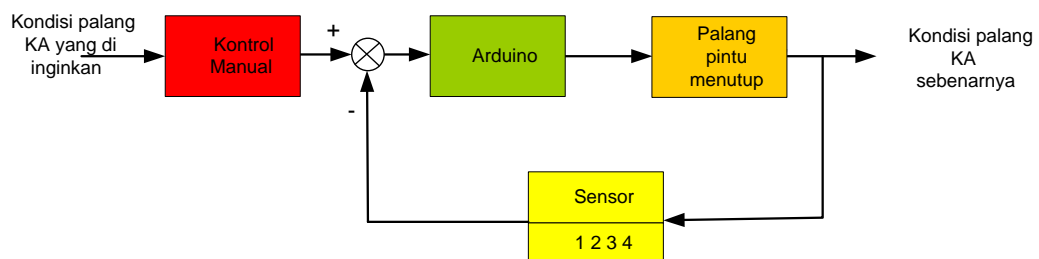 Kondisi palang
KA yang di
inginkan
Kontrol
Manual
+
-
Arduino
Palang
pintu
menutup
Kondisi palang
KA
sebenarnya
Sensor
1 2 3 4